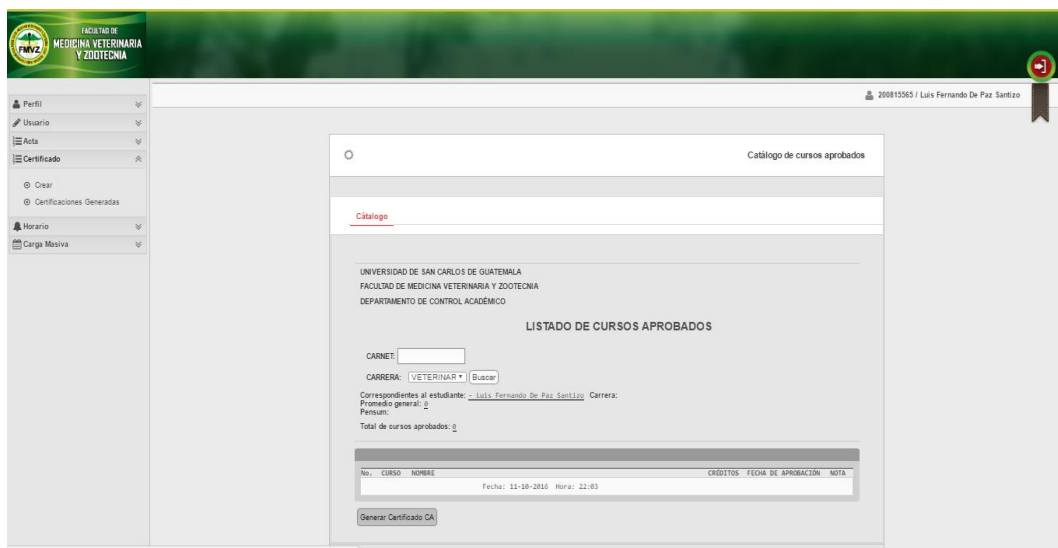 FACULTAD DE
MEDICINA VETERINARIA
Y ZOOTECNIA
FMVZ
200815565 / Luis Fernando De Paz Santizo
Perfil
Usuario
Acta
Certificado
Crear
Certificaciones Generadas
Horario
Carga Masiva
Catálogo de cursos aprobados
Cátalogo
UNIVERSIDAD DE SAN CARLOS DE GUATEMALA
FACULTAD DE MEDICINA VETERINARIA Y ZOOTECNIA
DEPARTAMENTO DE CONTROL ACADÉMICO
LISTADO DE CURSOS APROBADOS
CARNET:
CARRERA: VETERINAR Buscar
Correspondientes al estudiante: - Luis Fernando De Paz Santizo Carrera:
Promedio general: 0
Pensum:
Total de cursos aprobados: 0
No. CURSO NOMBRE CRÉDITOS FECHA DE APROBACIÓN NOTA
Fecha: 11-10-2016 Hora: 22:03
Generar Certificado CA